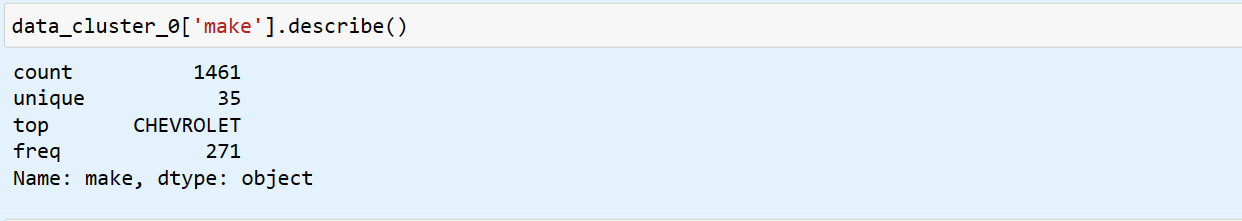 data_cluster_0['make'].describe()
count 1461
unique 35
top CHEVROLET
freq 271
Name: make, dtype: object